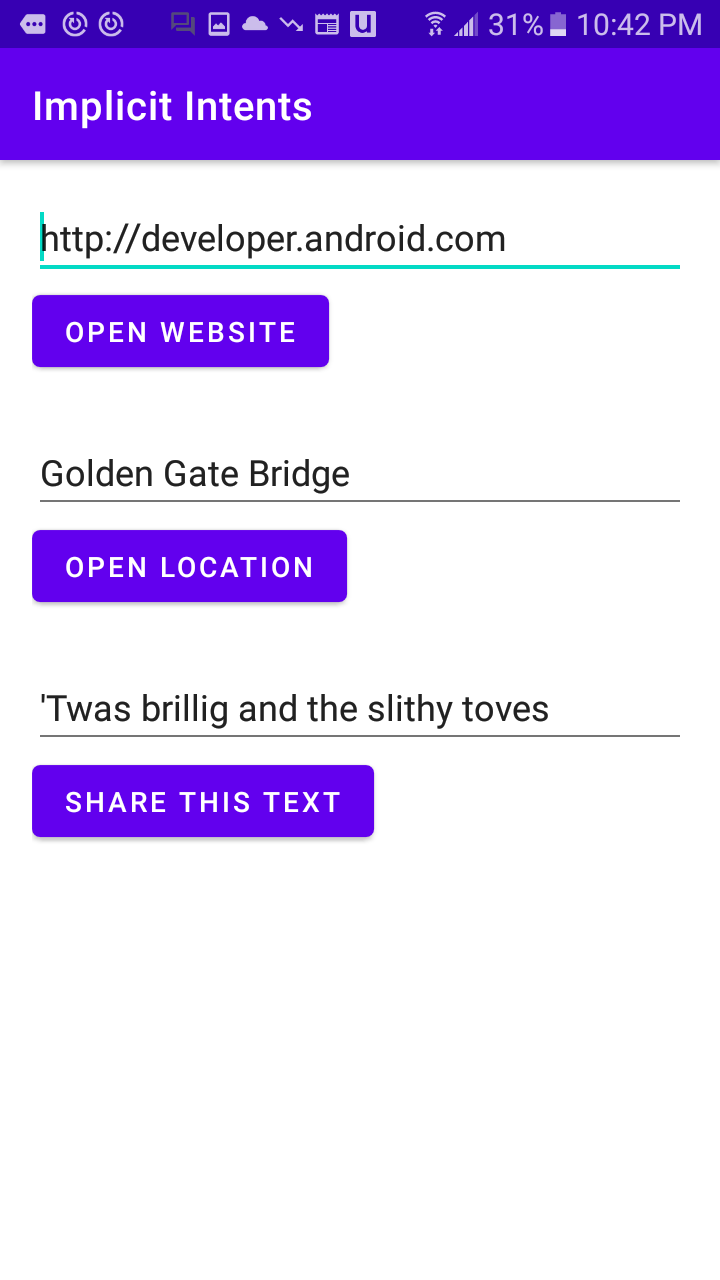 31% 10:42 PM
Implicit Intents
http://developer.android.com
OPEN WEBSITE
Golden Gate Bridge
OPEN LOCATION
'Twas brillig and the slithy toves
SHARE THIS TEXT